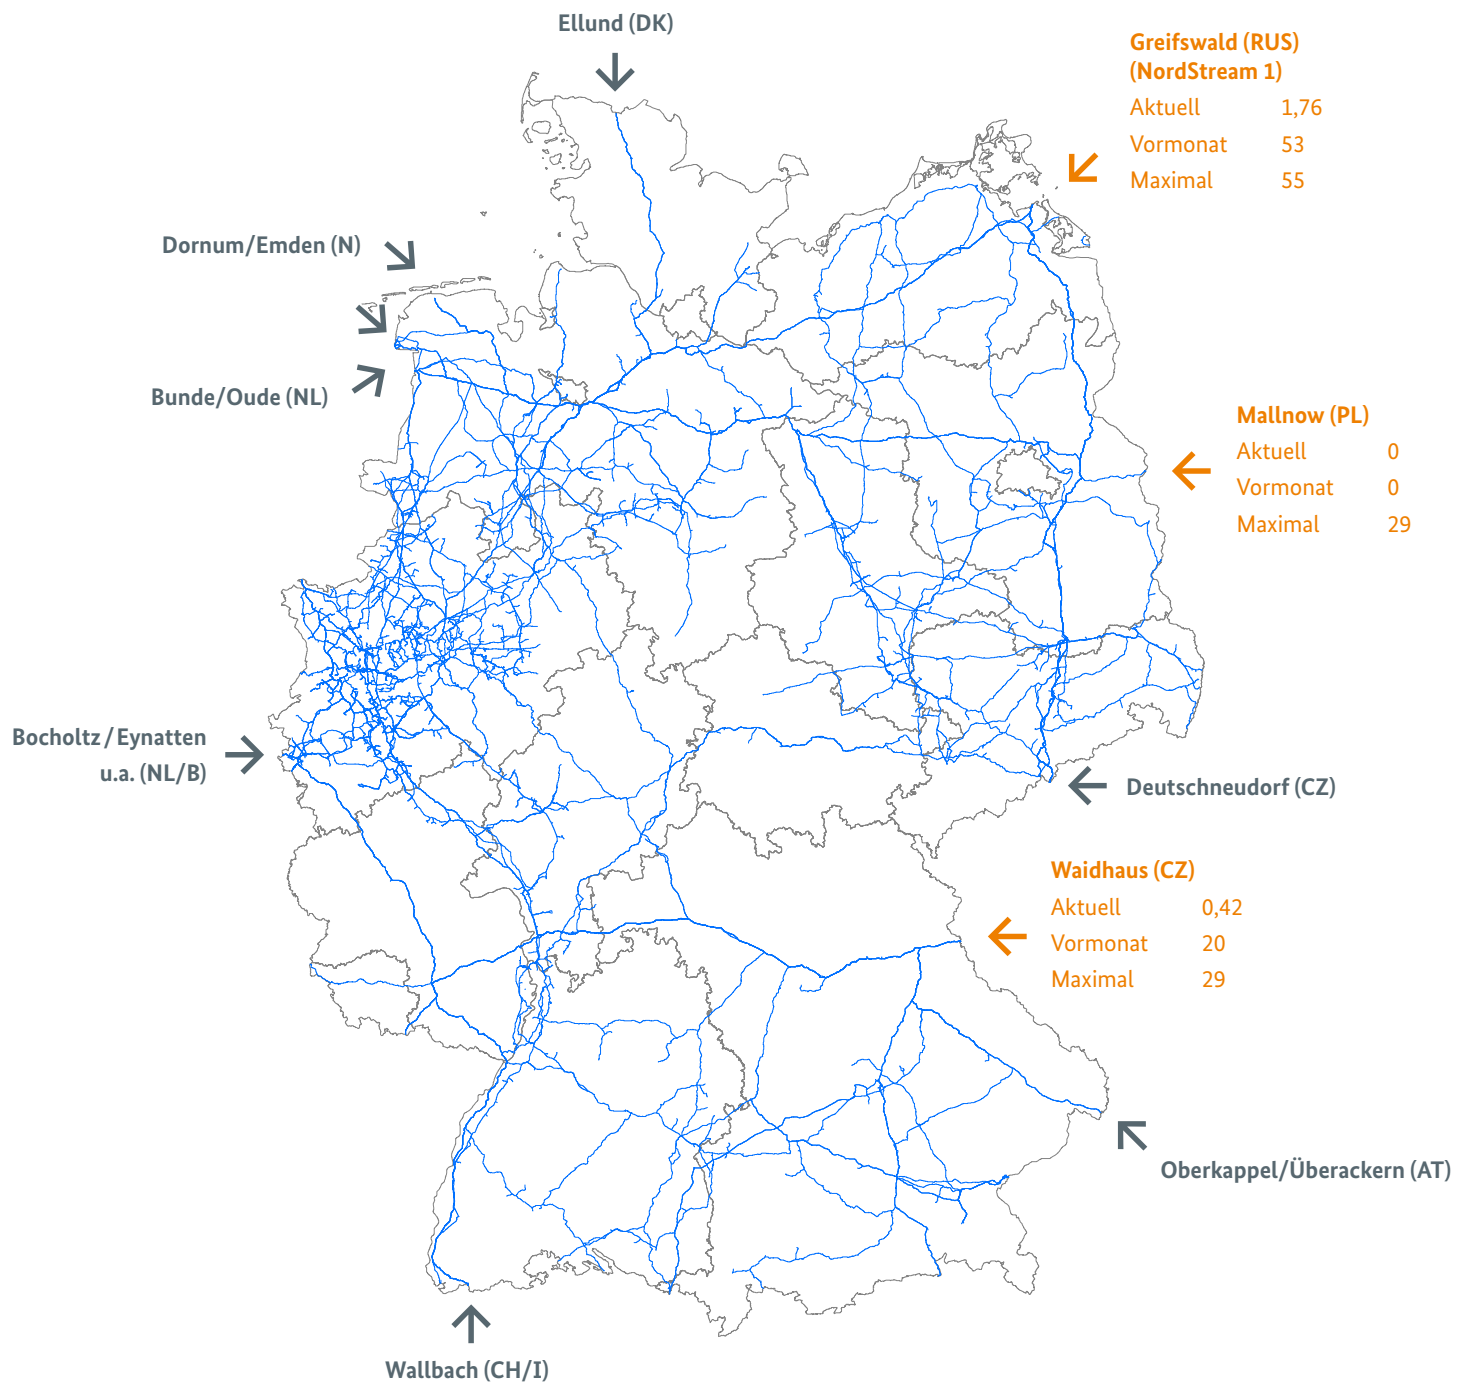 Ellund (DK)
Greifswald (RUS)
(NordStream 1)
Aktuell 1,76
Vormonat 53
Maximal 55
Dornum/Emden (N)
Bunde/Oude (NL)
Mallnow (PL)
Aktuell 0
Vormonat 0
Maximal 29
Bocholtz / Eynatten
u.a. (NL/B)
Deutschneudorf (CZ)
Waidhaus (CZ)
Aktuell 0,42
Vormonat 20
Maximal 29
Oberkappel/Überackern (AT)
Wallbach (CH/I)